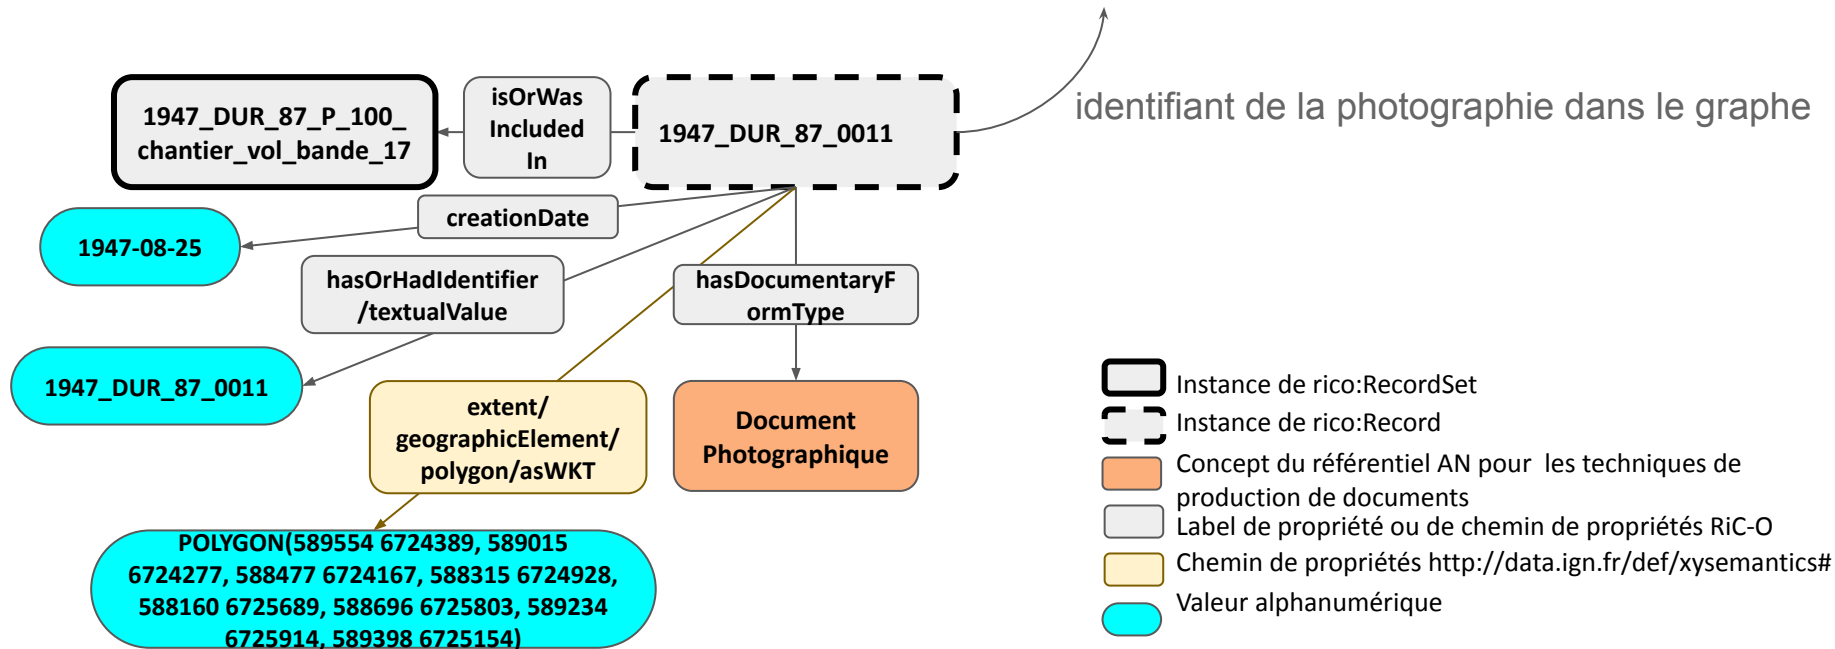 1947_DUR_87_P_100_
chantier_vol_bande_17
isOrWas
Included
In
1947_DUR_87_0011
identifiant de la photographie dans le graphe
creationDate
1947-08-25
hasOrHadIdentifier
/textualValue
hasDocumentaryF
ormType
1947_DUR_87_0011
extent/
geographicElement/
polygon/asWKT
Document
Photographique
POLYGON(589554 6724389, 589015
6724277, 588477 6724167, 588315 6724928,
588160 6725689, 588696 6725803, 589234
6725914, 589398 6725154)
Instance de rico:RecordSet
Instance de rico:Record
Concept du référentiel AN pour les techniques de
production de documents
Label de propriété ou de chemin de propriétés RiC-O
Chemin de propriétés http://data.ign.fr/def/xysemantics#
Valeur alphanumérique